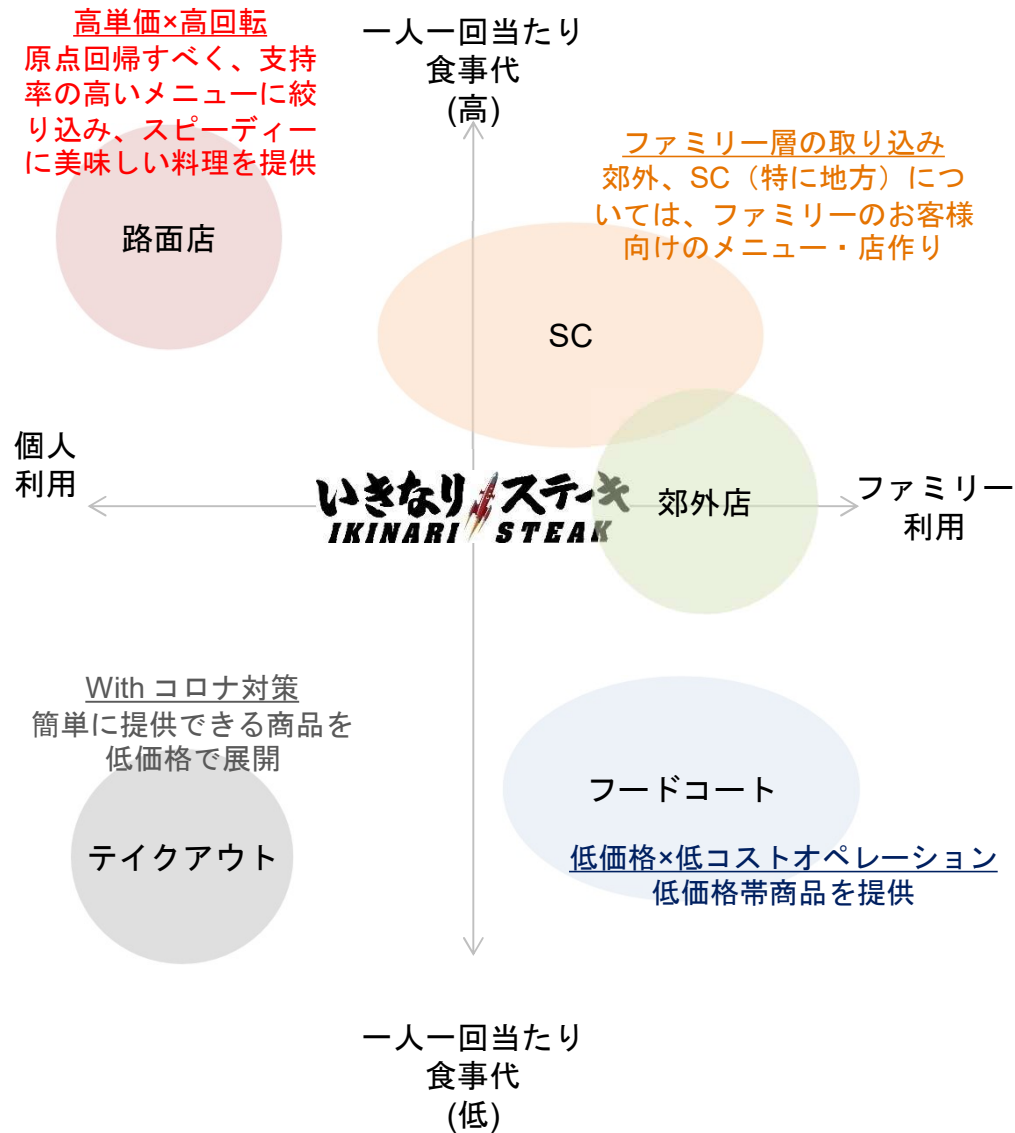 高単価×高回転
原点回帰すべく、支持
率の高いメニューに絞
り込み、スピーディー
に美味しい料理を提供
一人一回当たり
食事代
(高)
ファミリー層の取り込み
郊外、SC（特に地方）につ
いては、ファミリーのお客様
向けのメニュー・店作り
路面店
SC
個人
利用
いきなりステーキ
IKINARI STEAK
郊外店
ファミリー
利用
With コロナ対策
簡単に提供できる商品を
低価格で展開
テイクアウト
フードコート
低価格×低コストオペレーション
低価格帯商品を提供
一人一回当たり
食事代
(低)